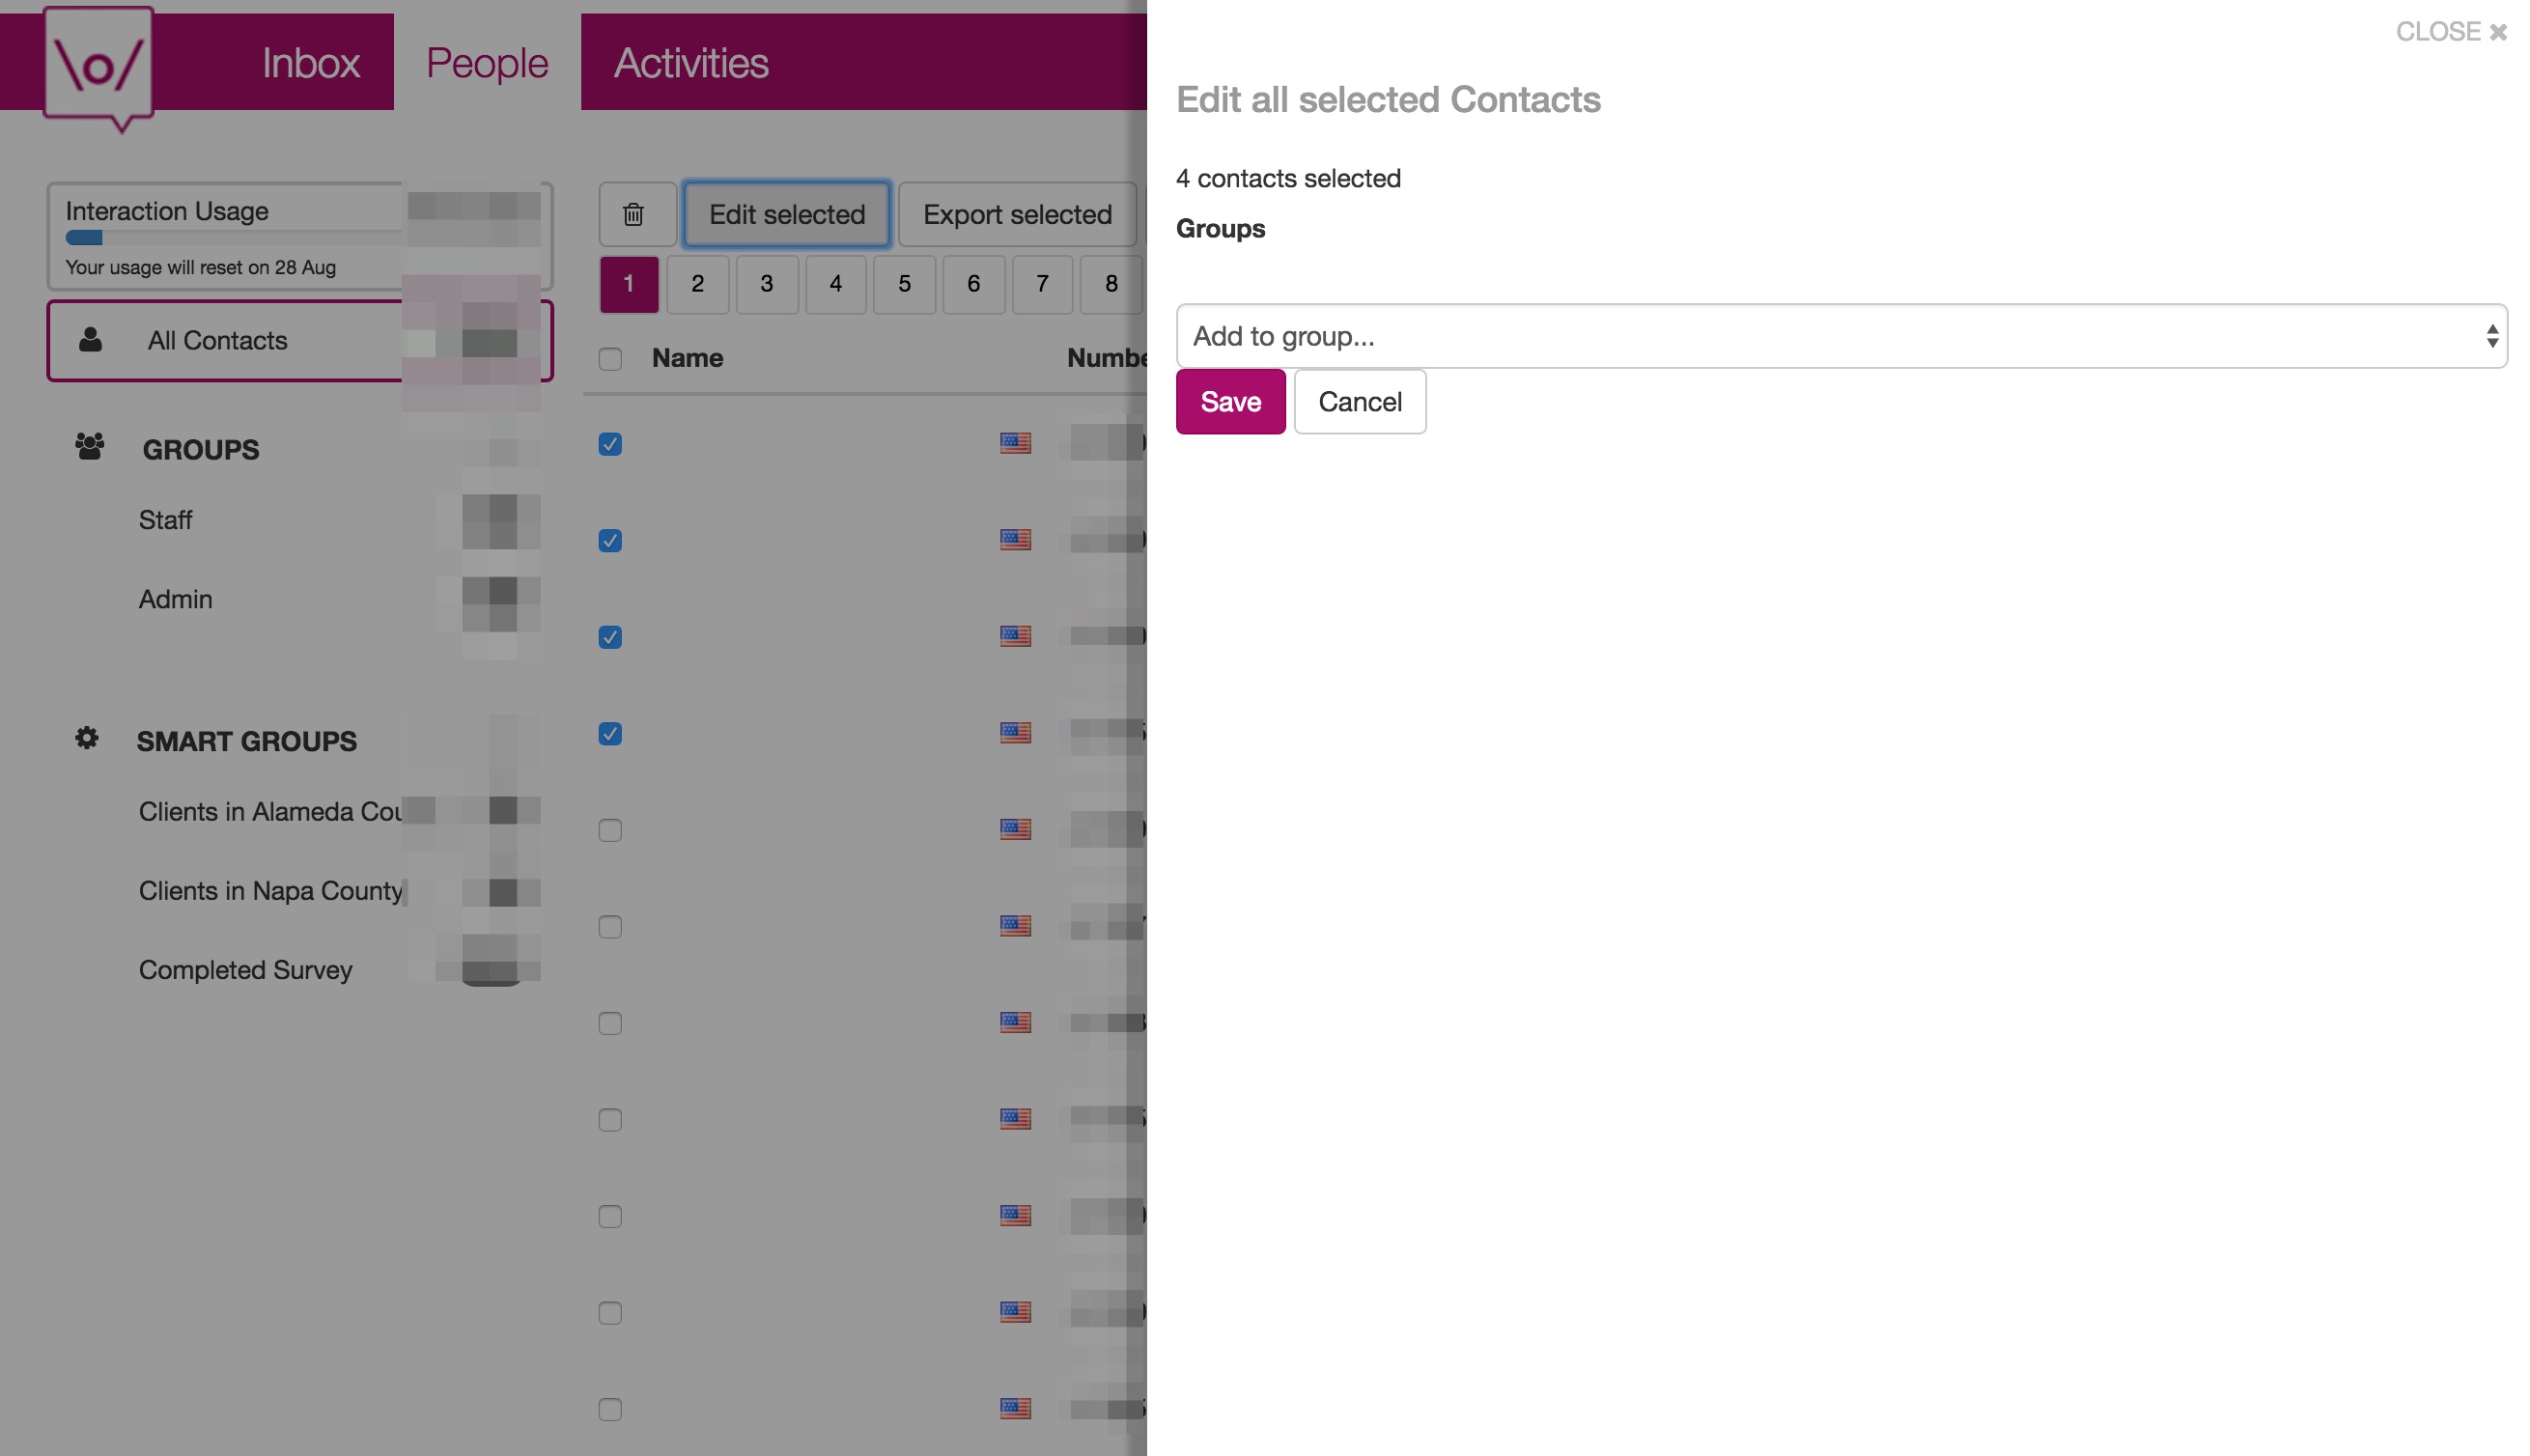 \o/
Inbox
People
Activities
Interaction Usage
Your usage will reset on 28 Aug
All Contacts
GROUPS
Staff
Admin
SMART GROUPS
Clients in Alameda
Clients in Napa County
Completed Survey
Edit selected
Export selected
1 2 3 4 5 6 7 8
Name
CLOSE ✖
Edit all selected Contacts
4 contacts selected
Groups
Add to group...
Save
Cancel